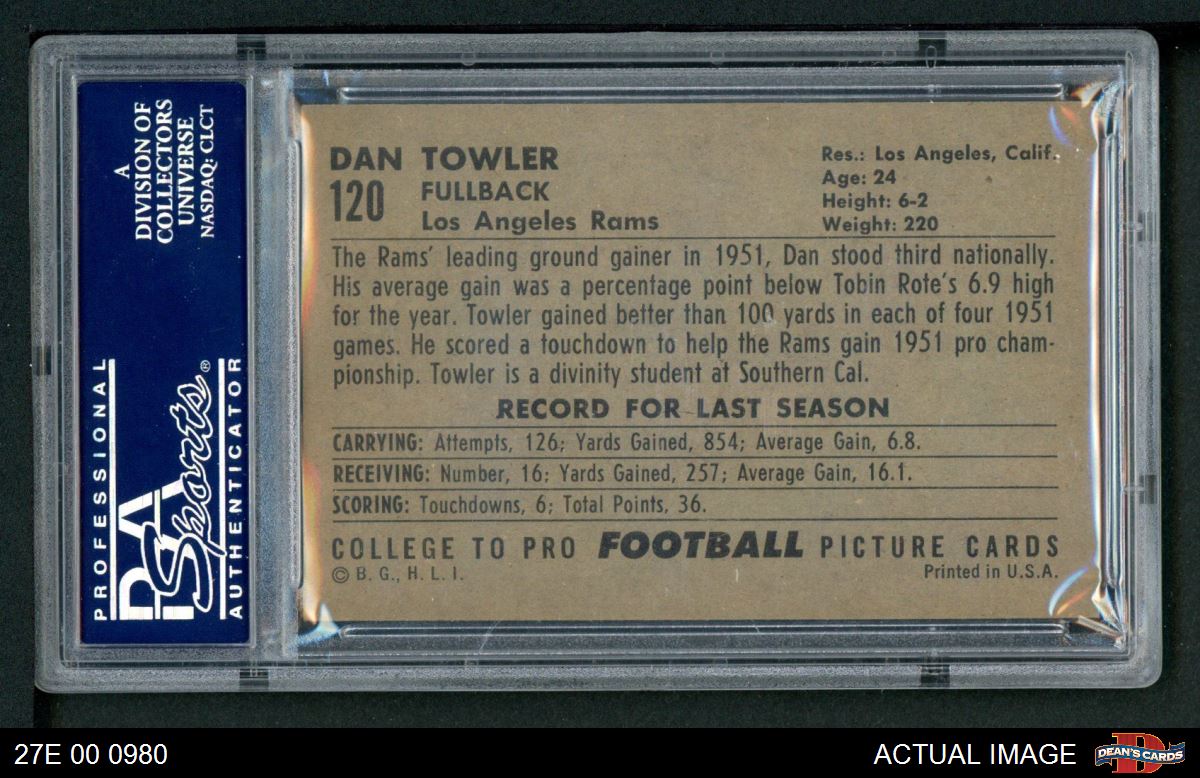 A
DIVISION OF
COLLECTORS
UNIVERSE
NASDAQ: CLCT
PROFESSIONAL
PSA
Sports®
AUTHENTICATOR
DAN TOWLER
120
FULLBACK
Los Angeles Rams
Res.: Los Angeles, Calif.
Age: 24
Height: 6-2
Weight: 220
The Rams' leading ground gainer in 1951, Dan stood third nationally.
His average gain was a percentage point below Tobin Rote's 6.9 high
for the year. Towler gained better than 100 yards in each of four 1951
games. He scored a touchdown to help the Rams gain 1951 pro cham-
pionship. Towler is a divinity student at Southern Cal.
RECORD FOR LAST SEASON
CARRYING: Attempts, 126; Yards Gained, 854; Average Gain, 6.8.
RECEIVING: Number, 16; Yards Gained, 257; Average Gain, 16.1.
SCORING: Touchdowns, 6; Total Points, 36.
COLLEGE TO PRO FOOTBALL PICTURE CARDS
© B. G., H. L. I.
Printed in U.S.A.
27E 00 0980
ACTUAL IMAGE
D
DEAN'S CARDS